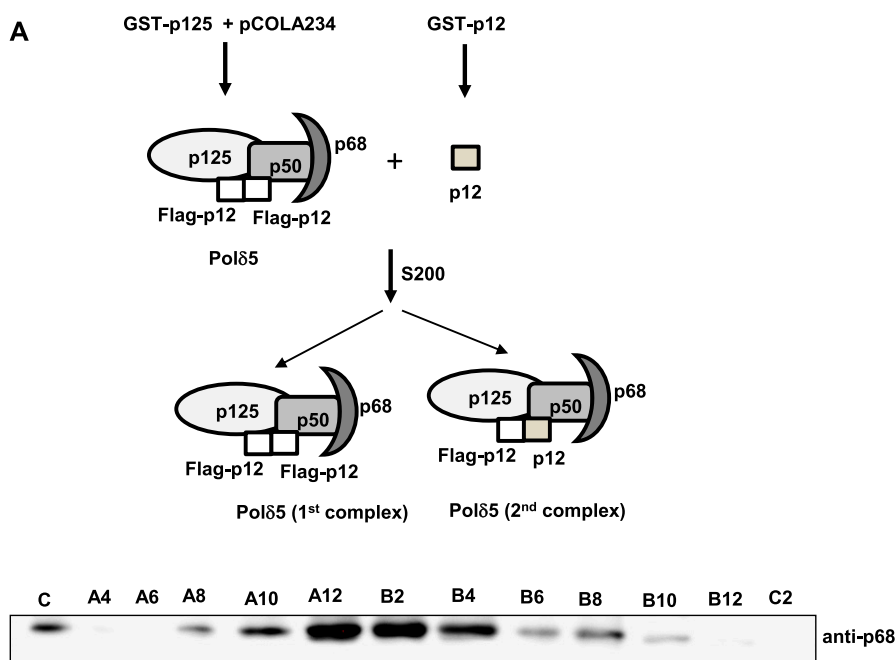 A
GST-p125 + pCOLA234
GST-p12
p125
p50
p68
+
p12
Flag-p12 Flag-p12
Polδ5
S200
p125
p50
p68
Flag-p12 Flag-p12
Polδ5 (1st complex)
p125
p50
p68
Flag-p12 p12
Polδ5 (2nd complex)
C A4 A6 A8 A10 A12 B2 B4 B6 B8 B10 B12 C2
anti-p68